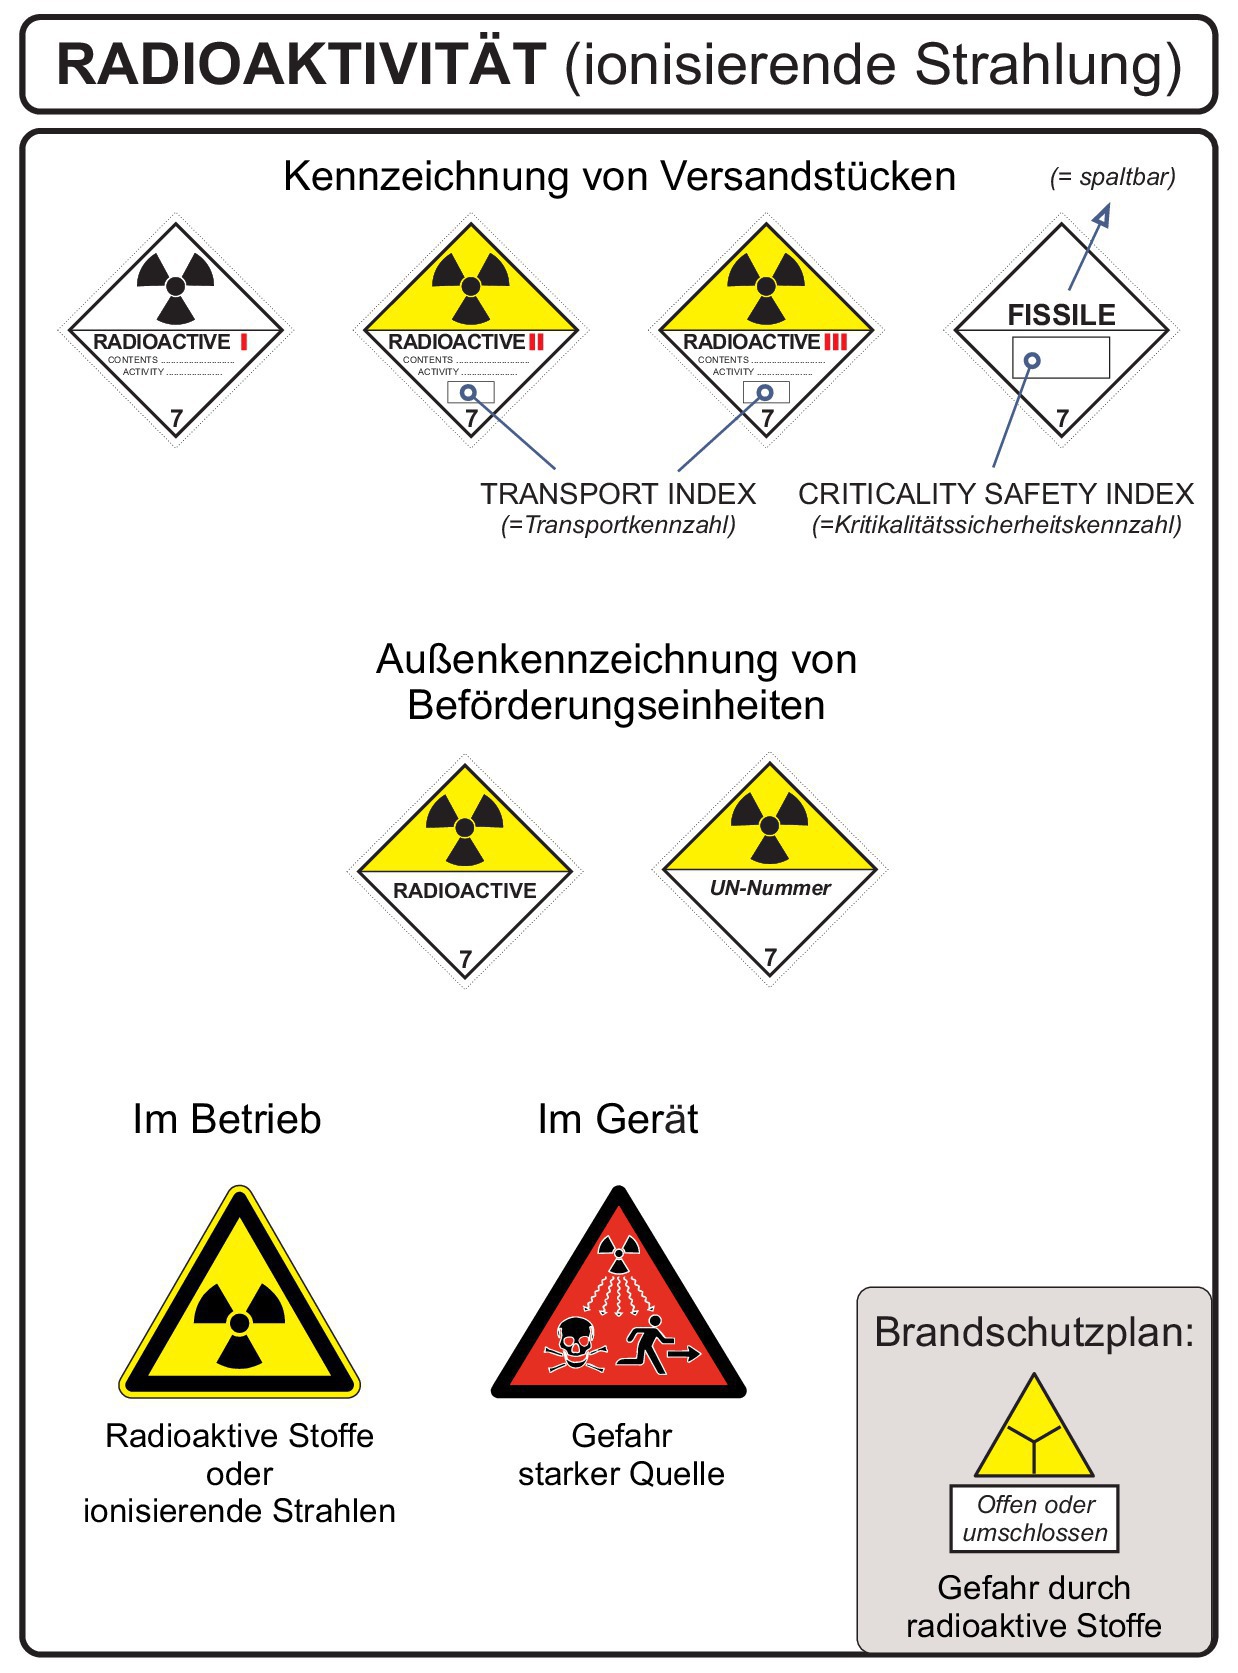 RADIOAKTIVITÄT (ionisierende Strahlung)
Kennzeichnung von Versandstücken
(= spaltbar)
RADIOACTIVE I
CONTENTS ..........................
ACTIVITY ....................
7
RADIOACTIVE II
CONTENTS ..........................
ACTIVITY ....................
7
RADIOACTIVE III
CONTENTS ..........................
ACTIVITY ....................
7
FISSILE
7
TRANSPORT INDEX
(=Transportkennzahl)
CRITICALITY SAFETY INDEX
(=Kritikalitätssicherheitskennzahl)
Außenkennzeichnung von
Beförderungseinheiten
RADIOACTIVE
7
UN-Nummer
7
Im Betrieb
Radioaktive Stoffe
oder
ionisierende Strahlen
Im Gerät
Gefahr
starker Quelle
Brandschutzplan:
Offen oder
umschlossen
Gefahr durch
radioaktive Stoffe